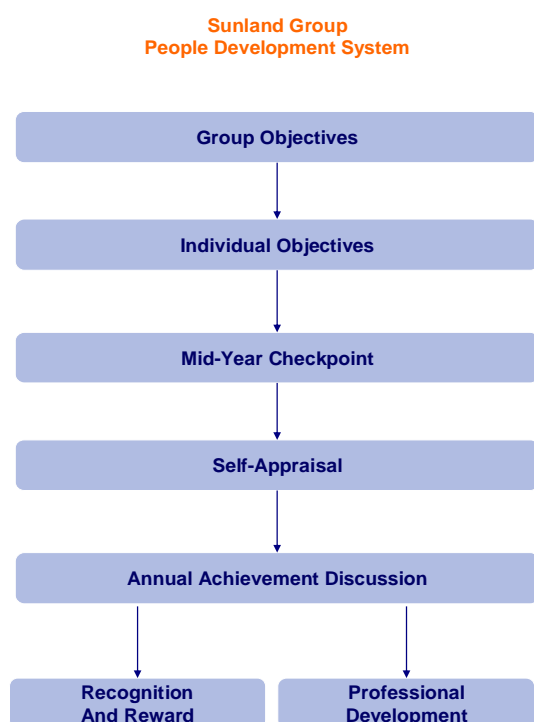 Sunland Group
People Development System
Group Objectives
Individual Objectives
Mid-Year Checkpoint
Self-Appraisal
Annual Achievement Discussion
Recognition
And Reward
Professional
Development